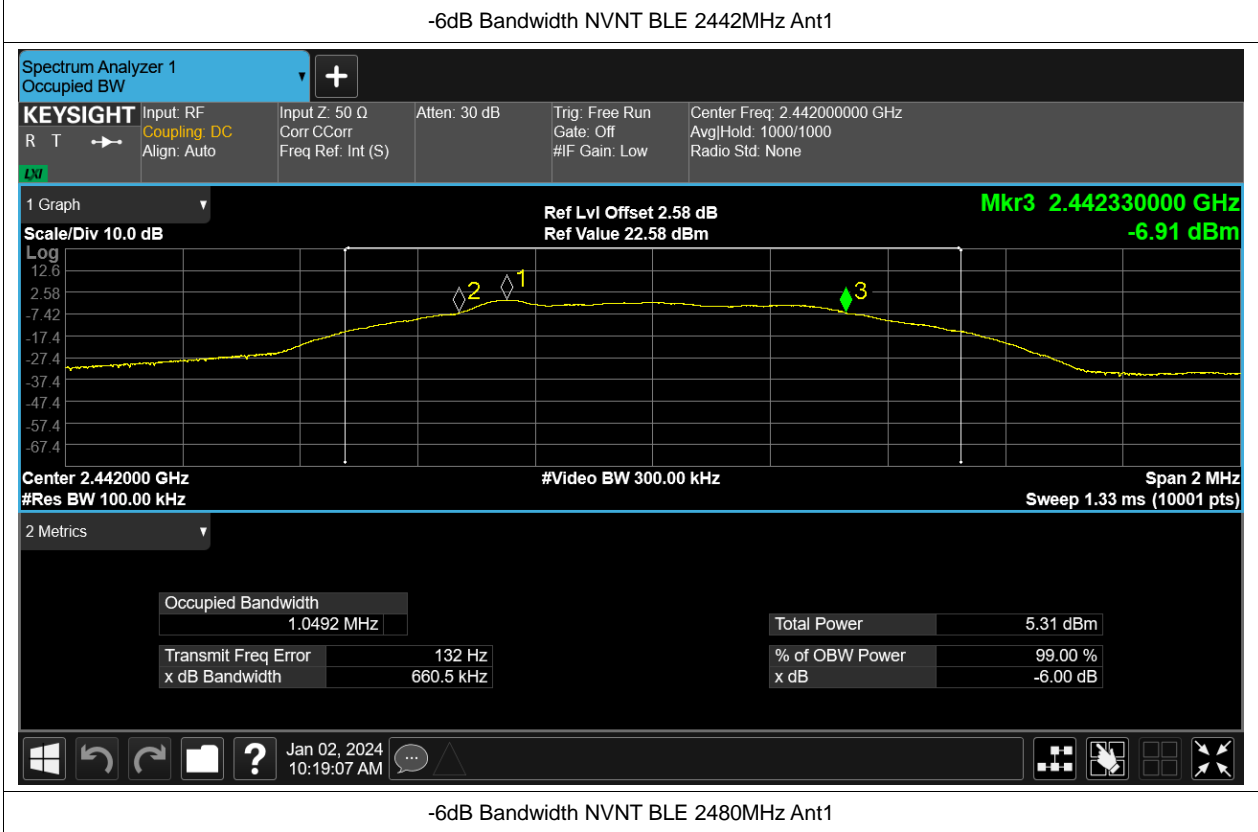 -6dB Bandwidth NVNT BLE 2442MHz Ant1
Spectrum Analyzer 1
Occupied BW
KEYSIGHT
R T
LXI
Input: RF
Coupling: DC
Align: Auto
Input Z: 50 Ω
Corr CCorr
Freq Ref: Int (S)
Atten: 30 dB
Trig: Free Run
Gate: Off
#IF Gain: Low
Center Freq: 2.442000000 GHz
Avg|Hold: 1000/1000
Radio Std: None
1 Graph
Scale/Div 10.0 dB
Ref Lvl Offset 2.58 dB
Ref Value 22.58 dBm
Mkr3 2.442330000 GHz
-6.91 dBm
Log
12.6
2.58
-7.42
-17.4
-27.4
-37.4
-47.4
-57.4
-67.4
2
1
3
Center 2.442000 GHz
#Video BW 300.00 kHz
Span 2 MHz
#Res BW 100.00 kHz
Sweep 1.33 ms (10001 pts)
2 Metrics
Occupied Bandwidth
1.0492 MHz
Total Power 5.31 dBm
Transmit Freq Error 132 Hz
% of OBW Power 99.00 %
x dB Bandwidth 660.5 kHz
x dB -6.00 dB
Jan 02, 2024
10:19:07 AM
-6dB Bandwidth NVNT BLE 2480MHz Ant1